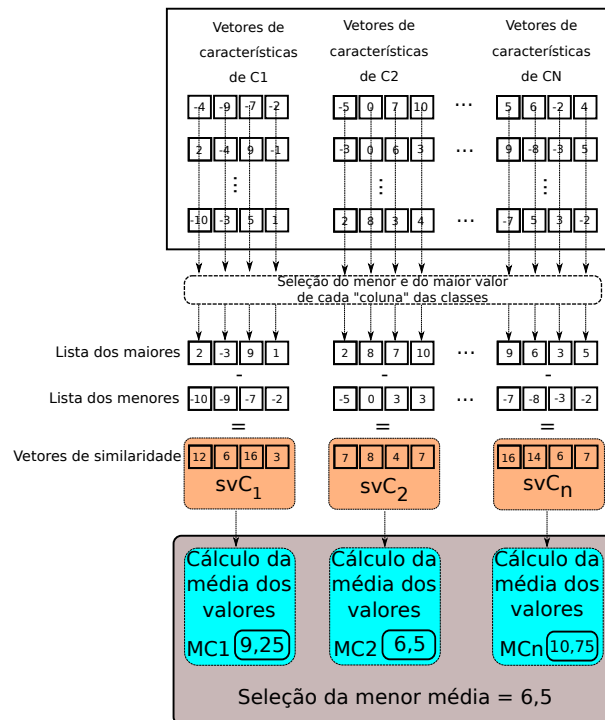 Vetores de
características
de C1
Vetores de
características
de C2
Vetores de
características
de CN
-4 -9 -7 -2 -5 0 7 10 ... 5 6 -2 4
2 -4 9 -1 -3 0 6 3 ... 9 -8 -3 5
-10 -3 5 1 2 8 3 4 ... -7 5 3 -2
Seleção do menor e do maior valor
de cada "coluna" das classes
Lista dos maiores 2 -3 9 1 2 8 7 10 ... 9 6 3 5
- - -
Lista dos menores -10 -9 -7 -2 -5 0 3 3 ... -7 -8 -3 -2
= = =
Vetores de similaridade 12 6 16 3 7 8 4 7 16 14 6 7
svC1 svC2 svCn
Cálculo da
média dos
valores
MC1 9,25
Cálculo da
média dos
valores
MC2 6,5
Cálculo da
média dos
valores
MCn 10,75
Seleção da menor média = 6,5